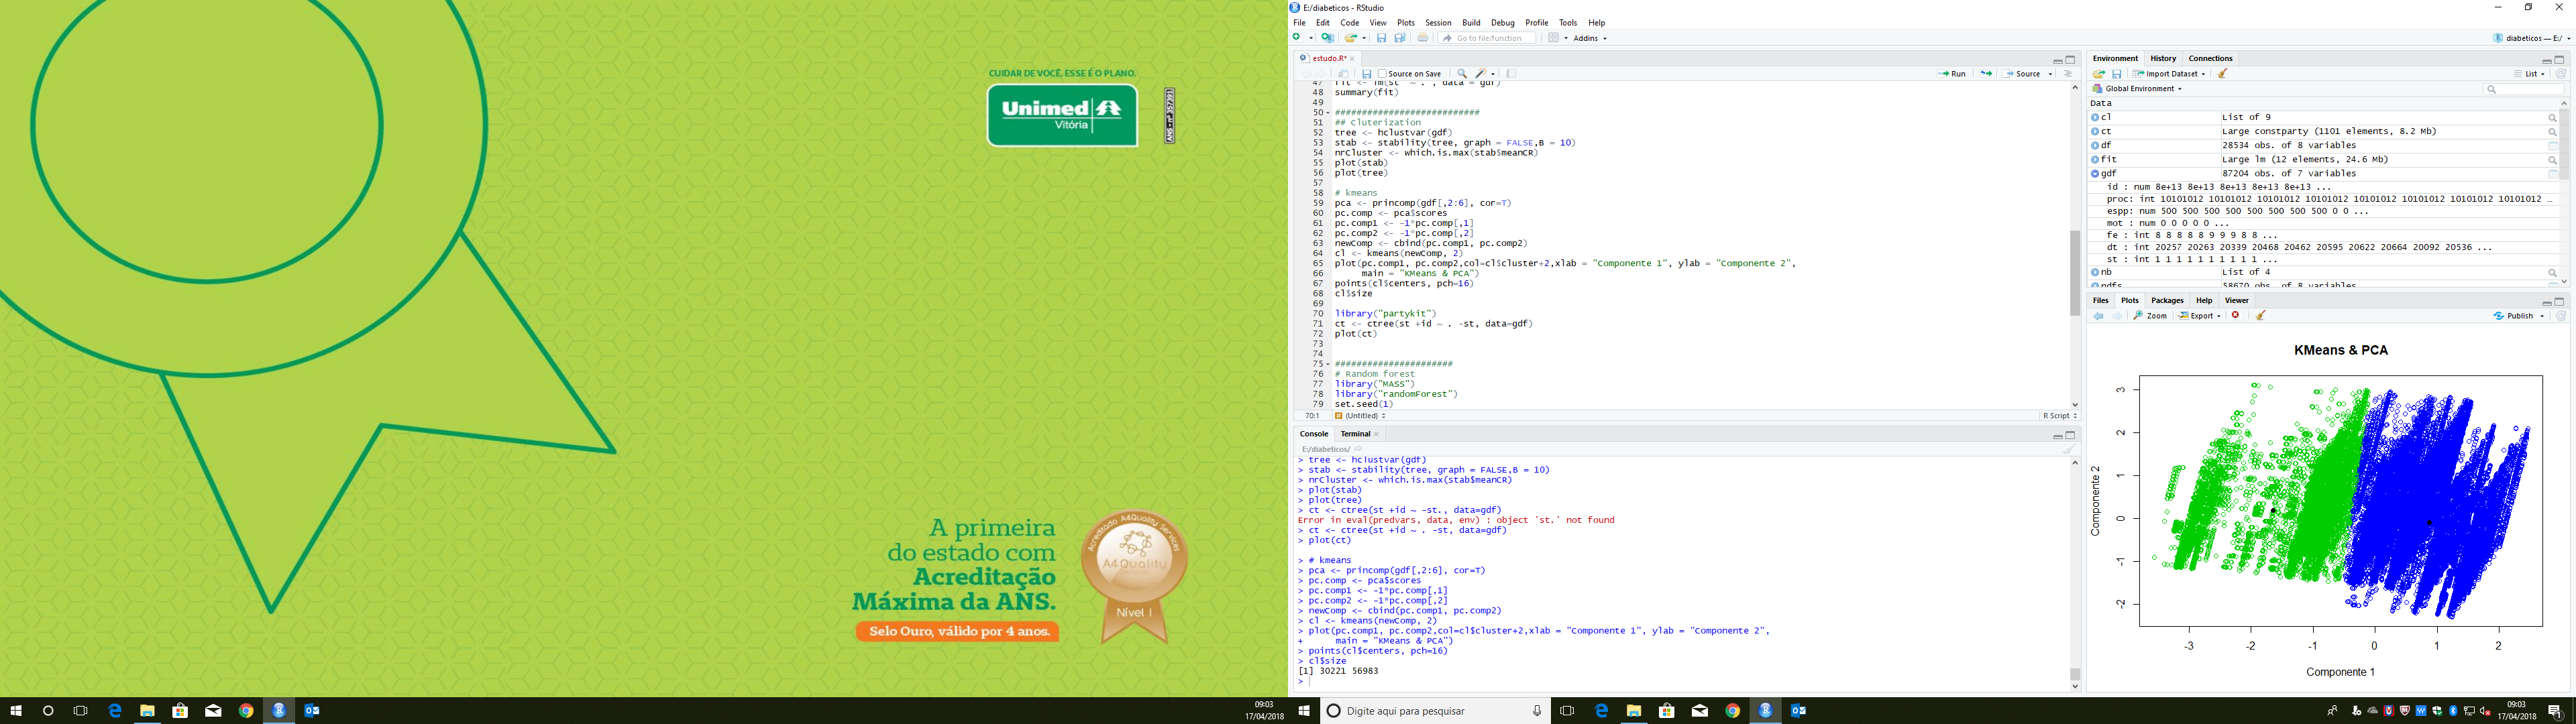 CUIDAR DE VOCÊ. ESSE É O PLANO.
Unimed
Vitória
ANS - nº 357391
A primeira
do estado com
Acreditação
Máxima da ANS.
Selo Ouro, válido por 4 anos.
Acreditado A4Quality Services
A4Quality
Nível I
09:03
17/04/2018
E:/diabeticos - RStudio
File Edit Code View Plots Session Build Debug Profile Tools Help
Go to file/function
Addins
diabeticos — E:/
estudo.R*
Source on Save
Run
Source
47 fit <- lm(st ~ . , data = gdf)
48 summary(fit)
49
50 ###########################
51 ## Cluterization
52 tree <- hclustvar(gdf)
53 stab <- stability(tree, graph = FALSE,B = 10)
54 nrCluster <- which.is.max(stab$meanCR)
55 plot(stab)
56 plot(tree)
57
58 # kmeans
59 pca <- princomp(gdf[,2:6], cor=T)
60 pc.comp <- pca$scores
61 pc.comp1 <- -1*pc.comp[,1]
62 pc.comp2 <- -1*pc.comp[,2]
63 newComp <- cbind(pc.comp1, pc.comp2)
64 cl <- kmeans(newComp, 2)
65 plot(pc.comp1, pc.comp2,col=cl$cluster+2,xlab = "Componente 1", ylab = "Componente 2",
66 main = "KMeans & PCA")
67 points(cl$centers, pch=16)
68 cl$size
69
70 library("partykit")
71 ct <- ctree(st +id ~ . -st, data=gdf)
72 plot(ct)
73
74
75 ######################
76 # Random forest
77 library("MASS")
78 library("randomForest")
79 set.seed(1)
70:1 (Untitled) R Script
Console Terminal
E:/diabeticos/
> tree <- hclustvar(gdf)
> stab <- stability(tree, graph = FALSE,B = 10)
> nrCluster <- which.is.max(stab$meanCR)
> plot(stab)
> plot(tree)
> ct <- ctree(st +id ~ -st., data=gdf)
Error in eval(predvars, data, env) : object 'st.' not found
> ct <- ctree(st +id ~ . -st, data=gdf)
> plot(ct)
> # kmeans
> pca <- princomp(gdf[,2:6], cor=T)
> pc.comp <- pca$scores
> pc.comp1 <- -1*pc.comp[,1]
> pc.comp2 <- -1*pc.comp[,2]
> newComp <- cbind(pc.comp1, pc.comp2)
> cl <- kmeans(newComp, 2)
> plot(pc.comp1, pc.comp2,col=cl$cluster+2,xlab = "Componente 1", ylab = "Componente 2",
+ main = "KMeans & PCA")
> points(cl$centers, pch=16)
> cl$size
[1] 30221 56983
>
Environment History Connections
Import Dataset
List
Global Environment
Data
cl List of 9
ct Large constparty (1101 elements, 8.2 Mb)
df 28534 obs. of 8 variables
fit Large lm (12 elements, 24.6 Mb)
gdf 87204 obs. of 7 variables
id : num 8e+13 8e+13 8e+13 8e+13 8e+13 ...
proc: int 10101012 10101012 10101012 10101012 10101012 10101012 10101012 10101012 ...
espp: num 500 500 500 500 500 500 500 500 0 0 ...
mot : num 0 0 0 0 0 ...
fe : int 8 8 8 8 8 9 9 9 8 8 ...
dt : int 20257 20263 20339 20468 20462 20595 20622 20664 20092 20536 ...
st : int 1 1 1 1 1 1 1 1 1 1 ...
nb List of 4
ndfs 58670 obs. of 8 variables
Files Plots Packages Help Viewer
Zoom Export Publish
KMeans & PCA
Componente 2
3
2
1
0
-1
-2
-3 -2 -1 0 1 2
Componente 1
Digite aqui para pesquisar
09:03
17/04/2018